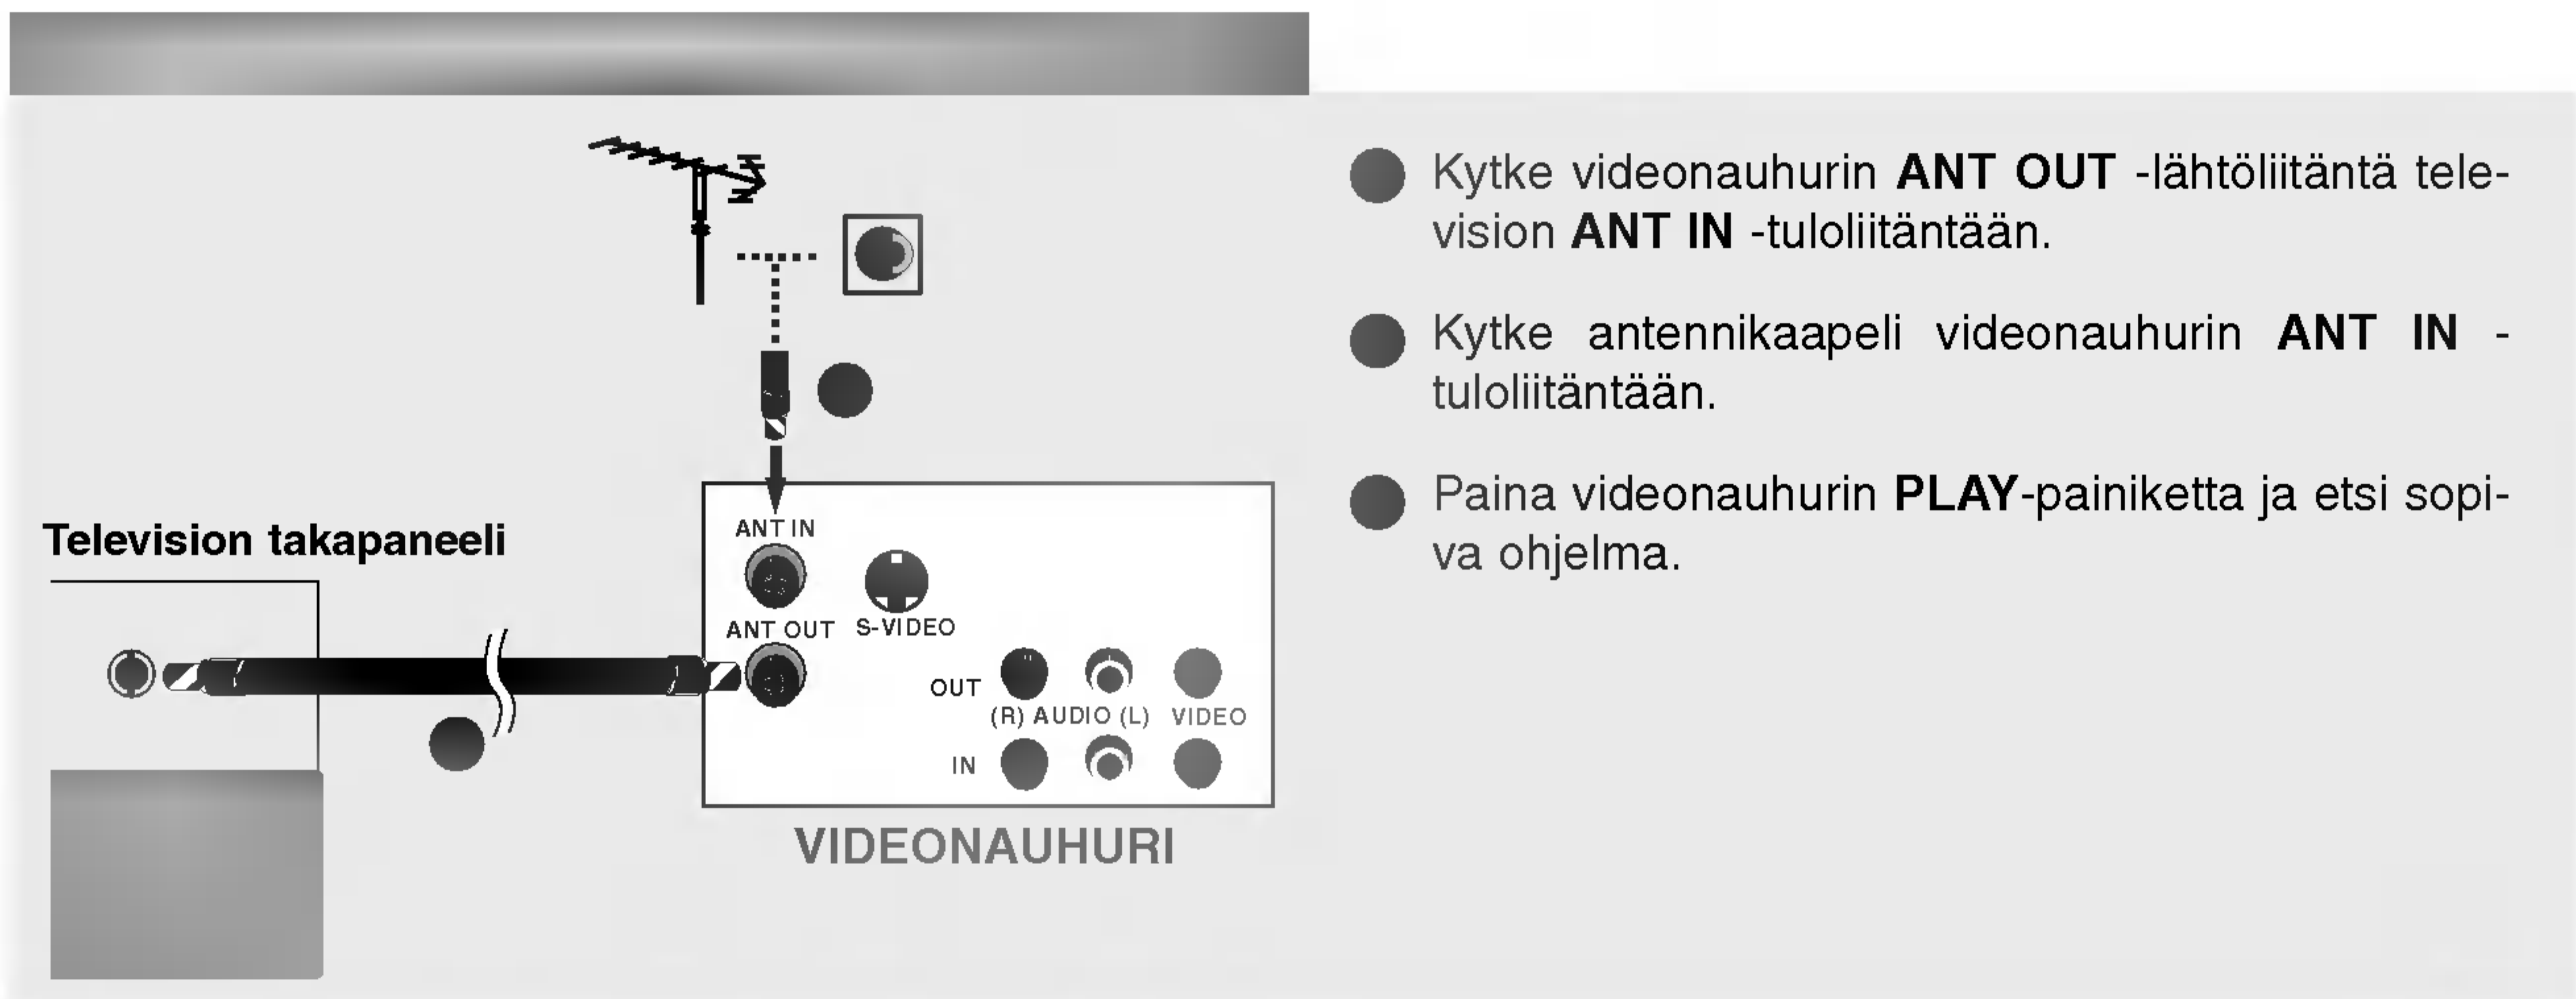 Kytke videonauhurin ANT OUT -lähtöliitäntä tele-
vision ANT IN -tuloliitäntään.
Kytke antennikaapeli videonauhurin ANT IN -
tuloliitäntään.
Paina videonauhurin PLAY-painiketta ja etsi sopi-
va ohjelma.
Television takapaneeli
ANT IN
ANT OUT S-VIDEO
OUT
(R) AUDIO (L) VIDEO
IN
VIDEONAUHURI